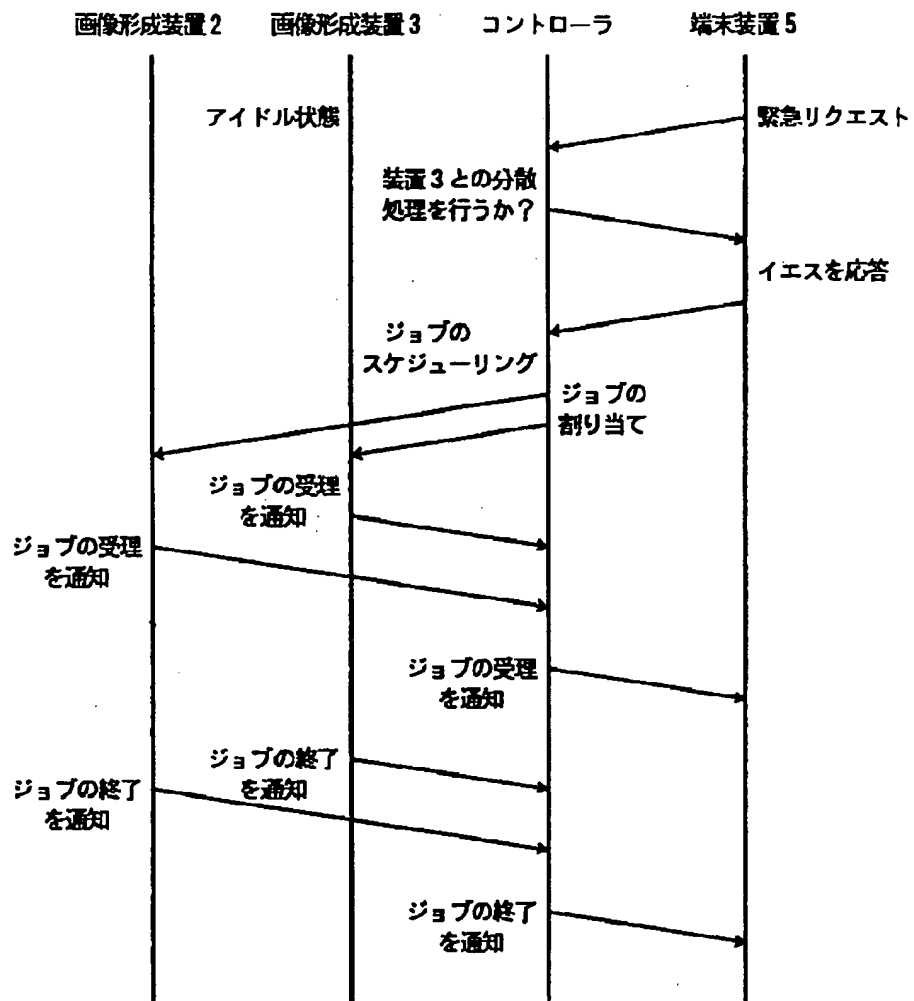 画像形成装置2
画像形成装置3
コントローラ
端末装置5
アイドル状態
緊急リクエスト
装置3との分散
処理を行うか?
イエスを応答
ジョブの
スケジューリング
ジョブの
割り当て
ジョブの受理
を通知
ジョブの受理
を通知
ジョブの受理
を通知
ジョブの終了
を通知
ジョブの終了
を通知
ジョブの終了
を通知